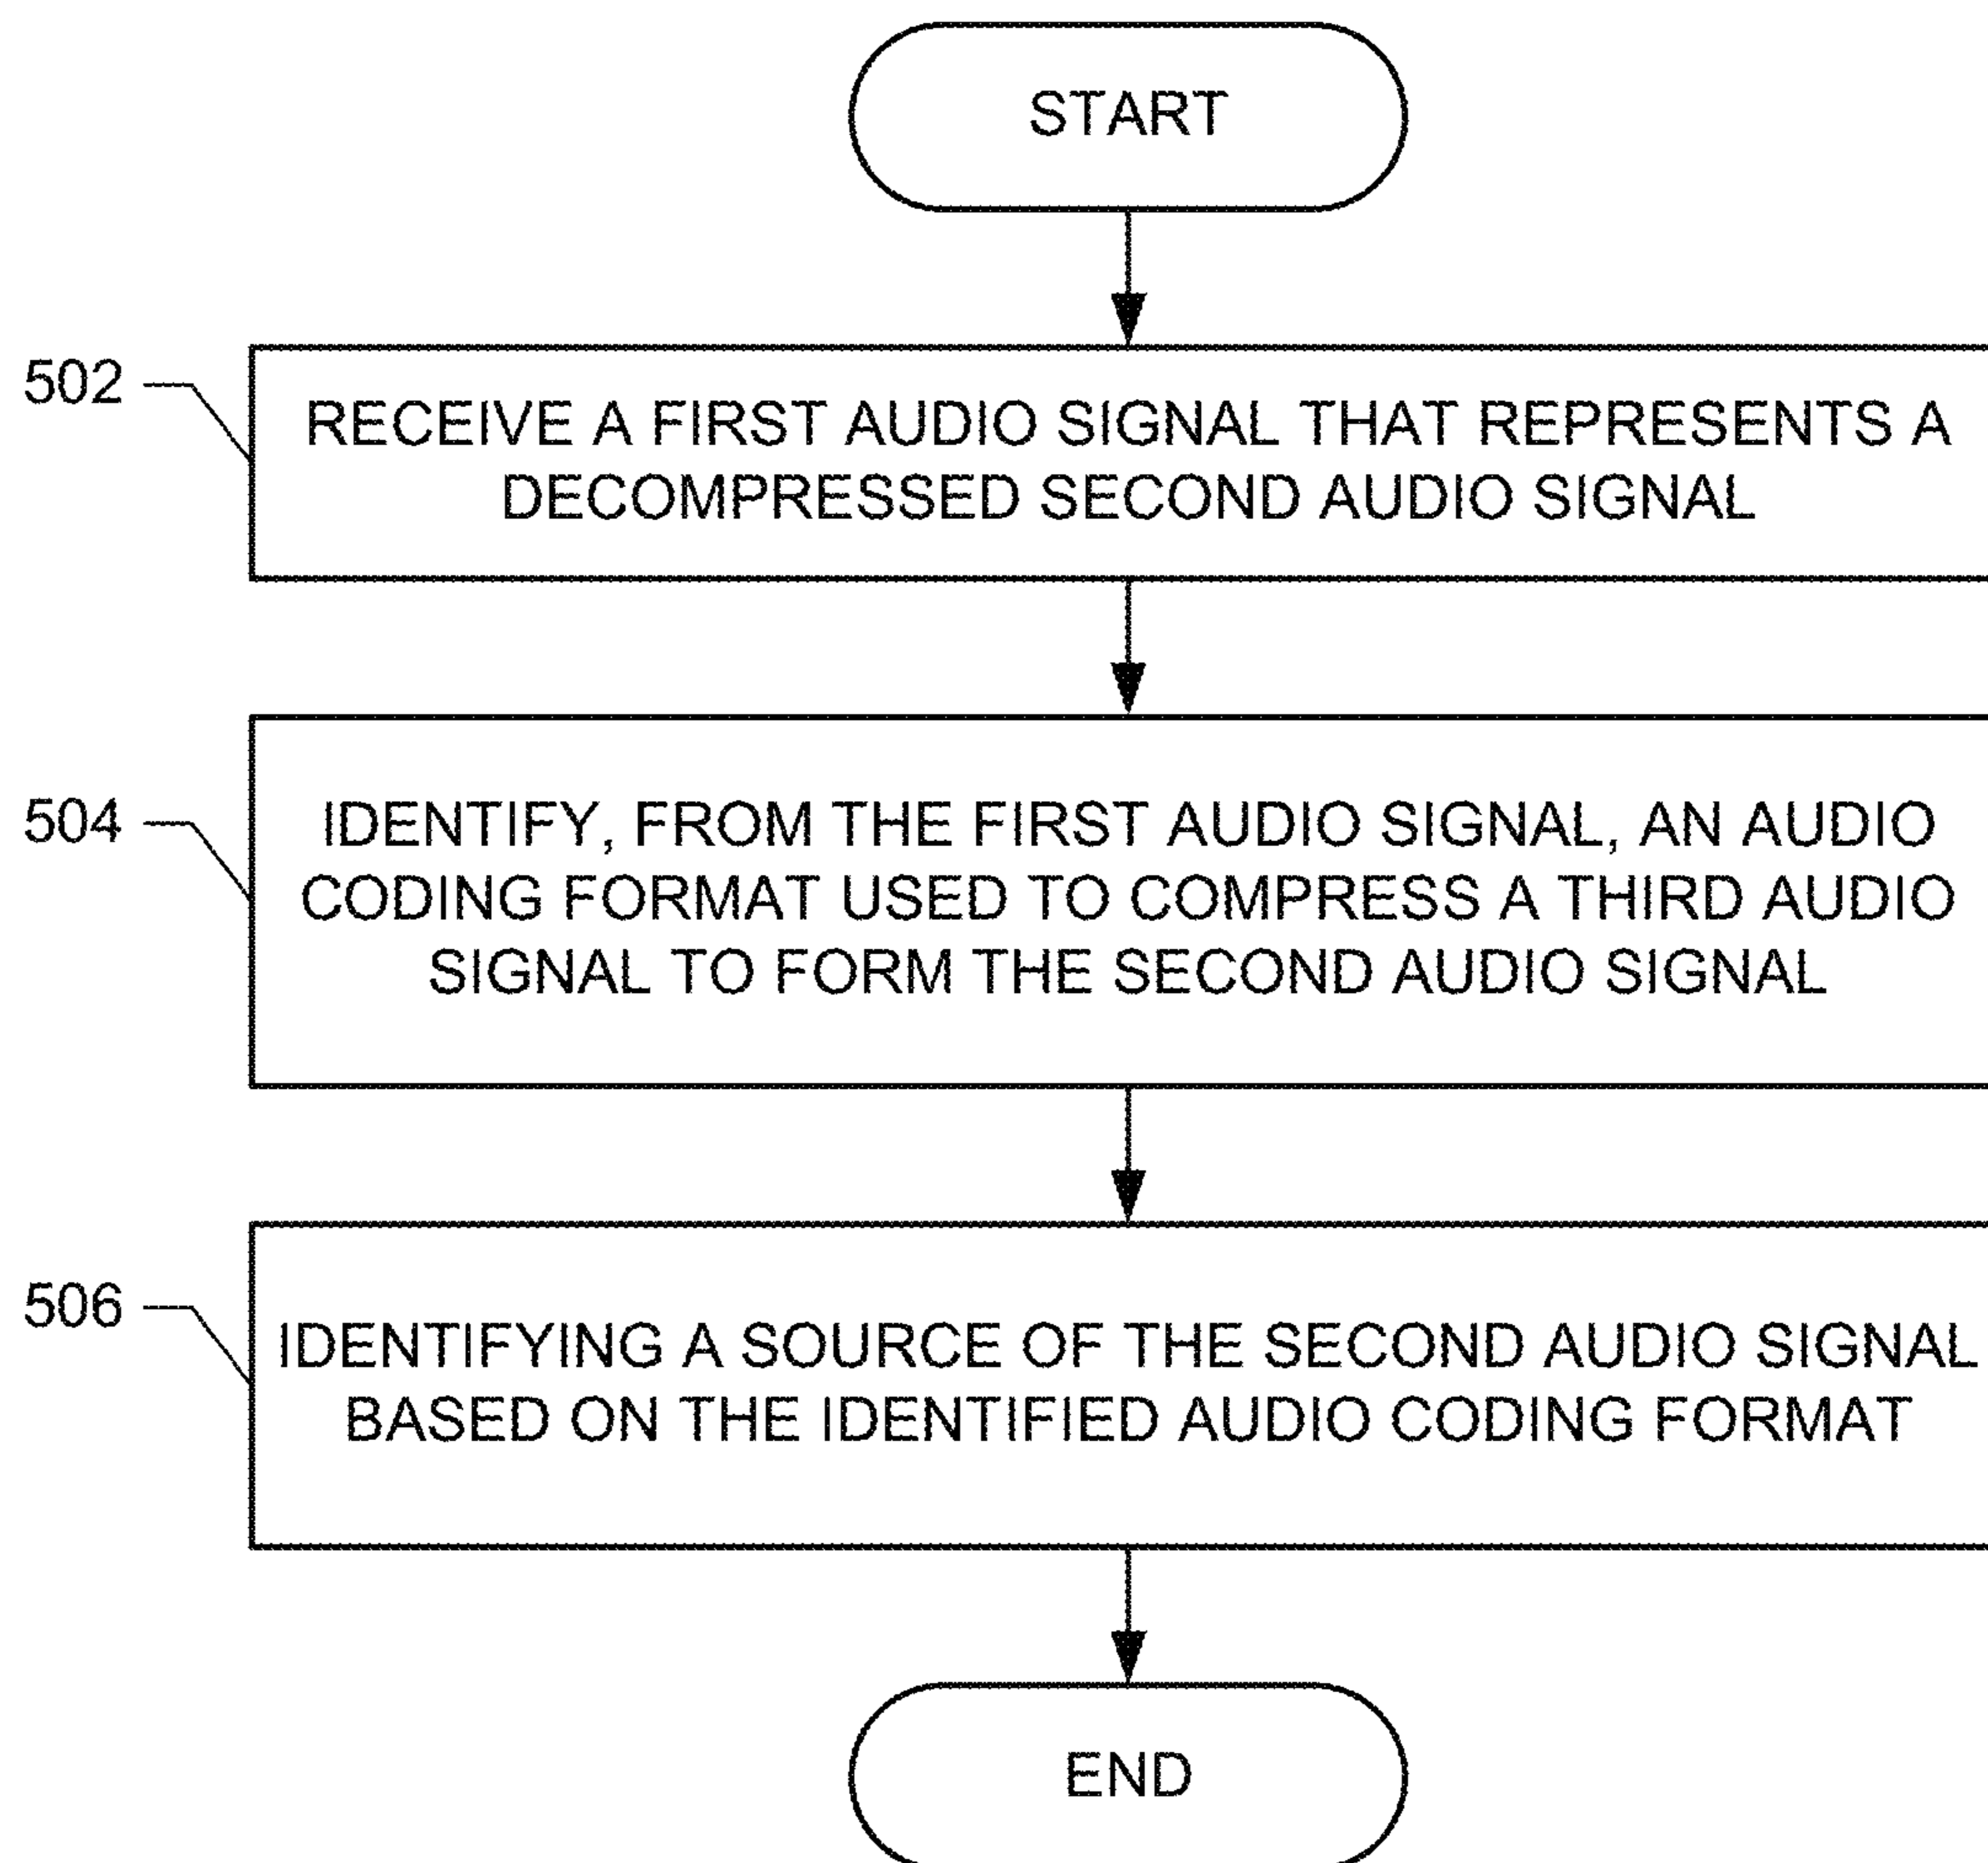 START
502
RECEIVE A FIRST AUDIO SIGNAL THAT REPRESENTS A
DECOMPRESSED SECOND AUDIO SIGNAL
504
IDENTIFY, FROM THE FIRST AUDIO SIGNAL, AN AUDIO
CODING FORMAT USED TO COMPRESS A THIRD AUDIO
SIGNAL TO FORM THE SECOND AUDIO SIGNAL
506
IDENTIFYING A SOURCE OF THE SECOND AUDIO SIGNAL
BASED ON THE IDENTIFIED AUDIO CODING FORMAT
END